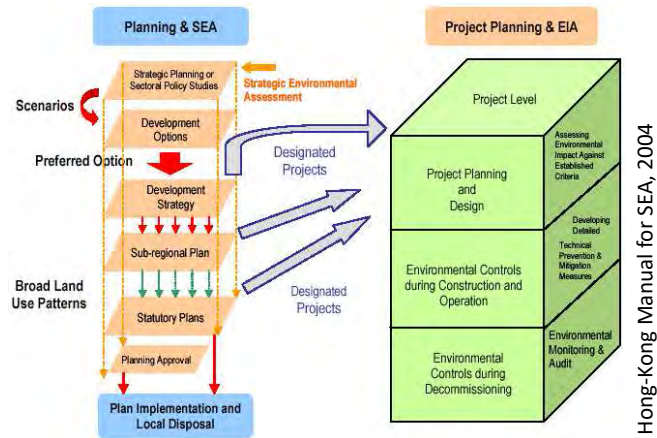 Planning & SEA
Strategic Planning or
Sectoral Policy Studies
Strategic Environmental
Assessment
Scenarios
Development
Options
Preferred Option
Development
Strategy
Designated
Projects
Sub-regional Plan
Broad Land
Use Patterns
Designated
Projects
Statutory Plans
Planning Approval
Plan Implementation and
Local Disposal
Project Planning & EIA
Project Level
Project Planning
and
Design
Assessing
Environmental
Impact Against
Established
Criteria
Environmental Controls
during Construction and
Operation
Developing
Detailed
Technical
Prevention &
Mitigation
Measures
Environmental
Controls during
Decommissioning
Environmental
Monitoring &
Audit
Hong-Kong Manual for SEA, 2004